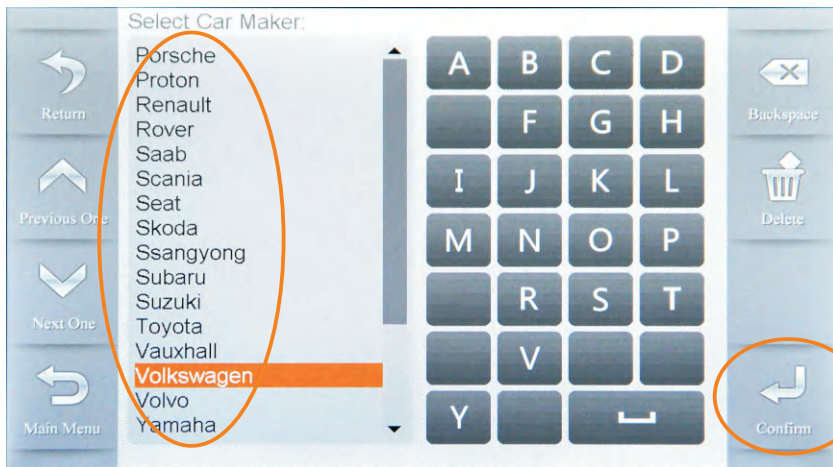 Select Car Maker:
Porsche
Proton
Renault
Rover
Saab
Scania
Seat
Skoda
Ssangyong
Subaru
Suzuki
Toyota
Vauxhall
Volkswagen
Volvo
Yamaha
Return
Previous One
Next One
Main Menu
A B C D
F G H
I J K L
M N O P
R S T
V
Y
Backspace
Delete
Confirm